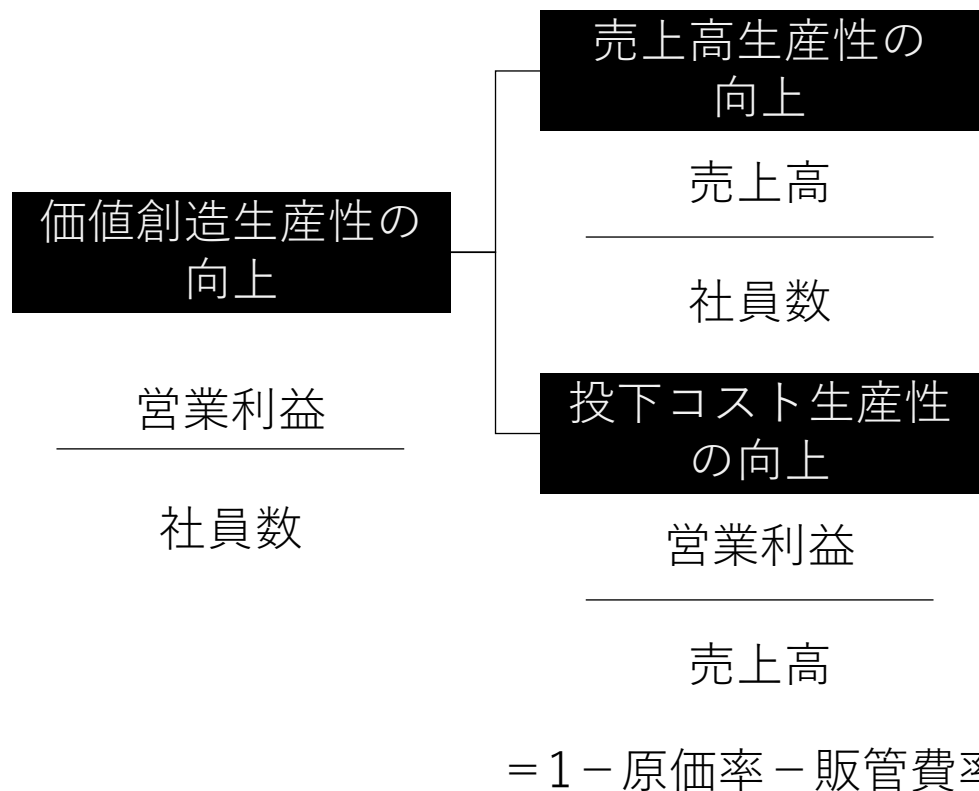 売上高生産性の
向上
売上高
社員数
価値創造生産性の
向上
営業利益
社員数
投下コスト生産性
の向上
営業利益
売上高
=1-原価率-販管費率